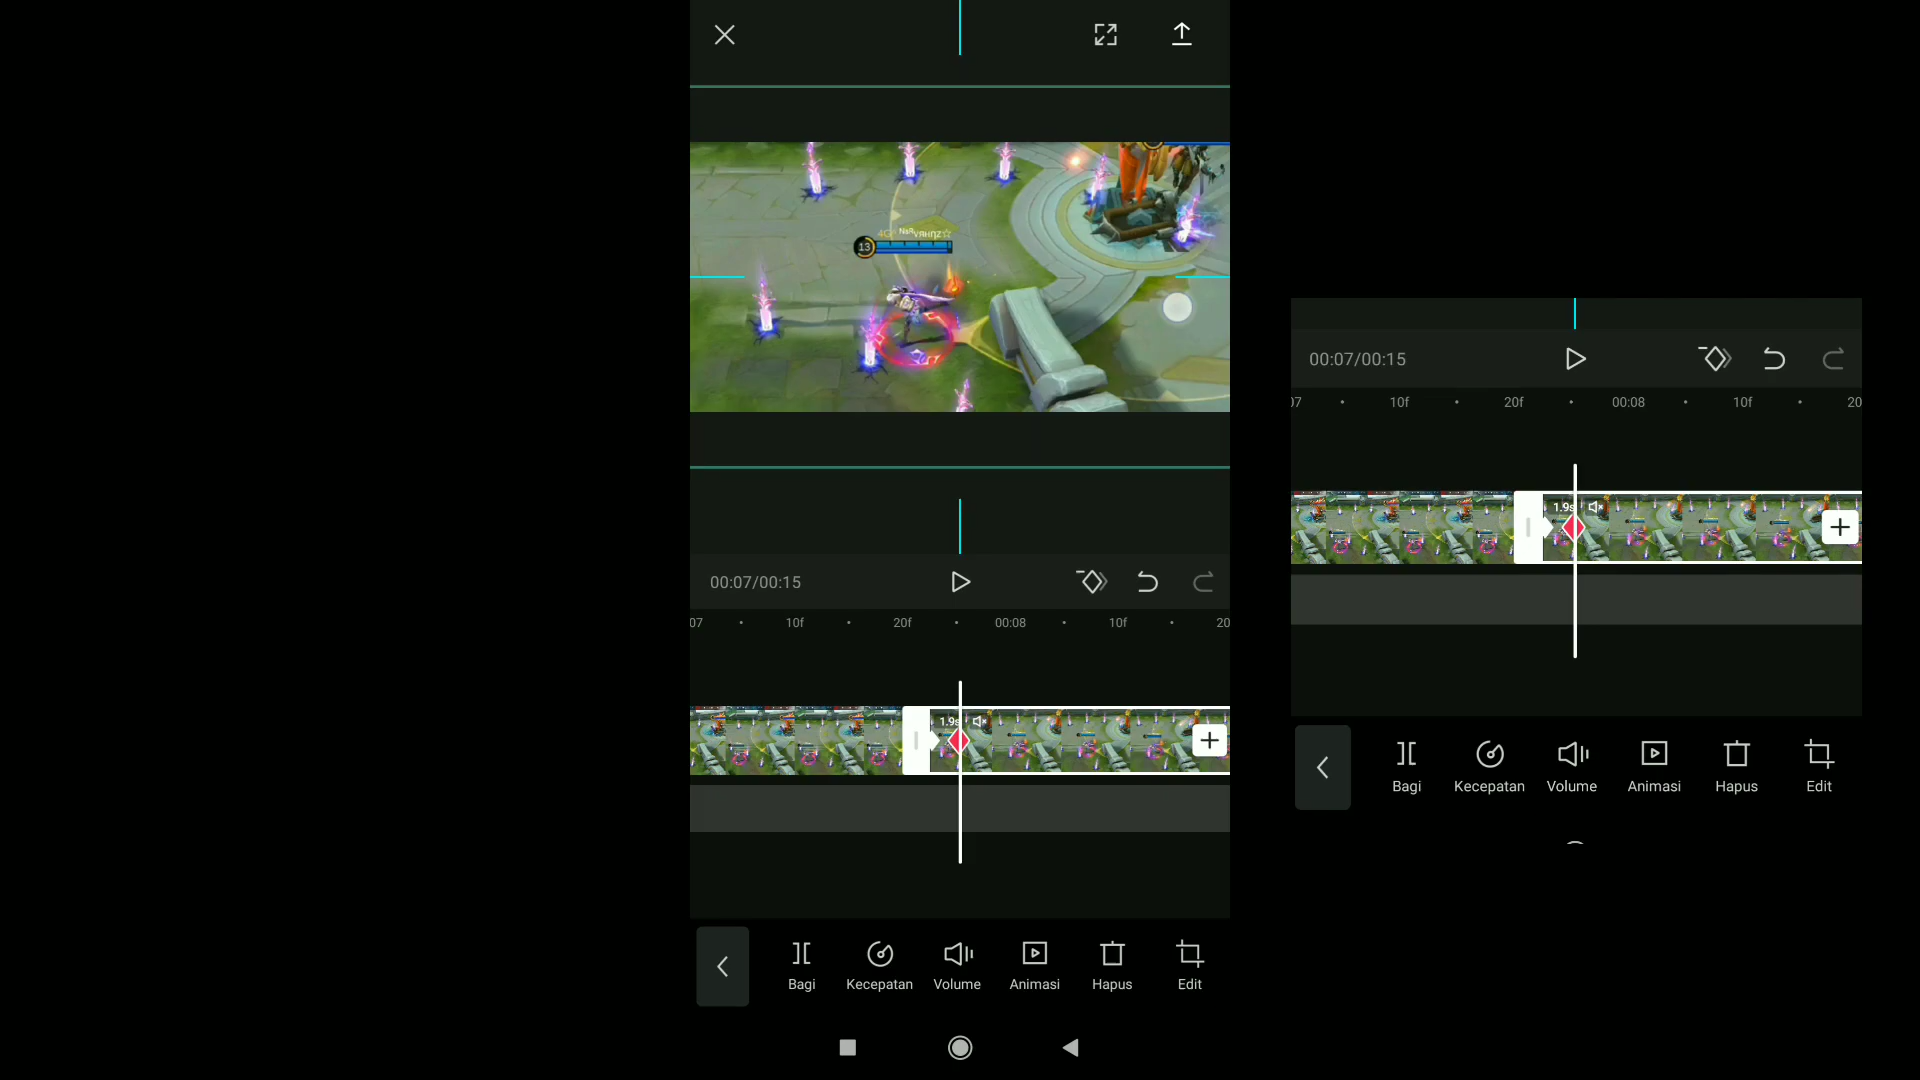 13
00:07/00:15
07
10f
20f
00:08
10f
20
1.9s
Bagi
Kecepatan
Volume
Animasi
Hapus
Edit
00:07/00:15
07
10f
20f
00:08
10f
20
1.9s
Bagi
Kecepatan
Volume
Animasi
Hapus
Edit